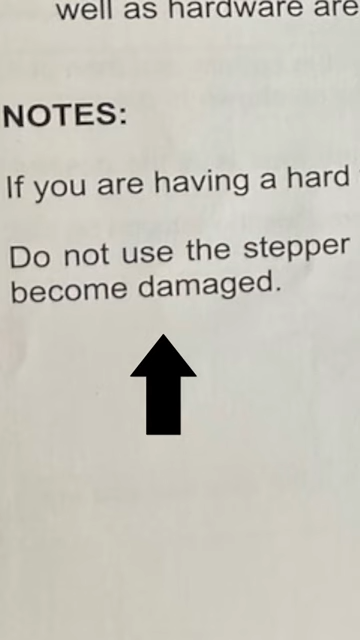 well as hardware are
NOTES:
If you are having a hard
Do not use the stepper
become damaged.